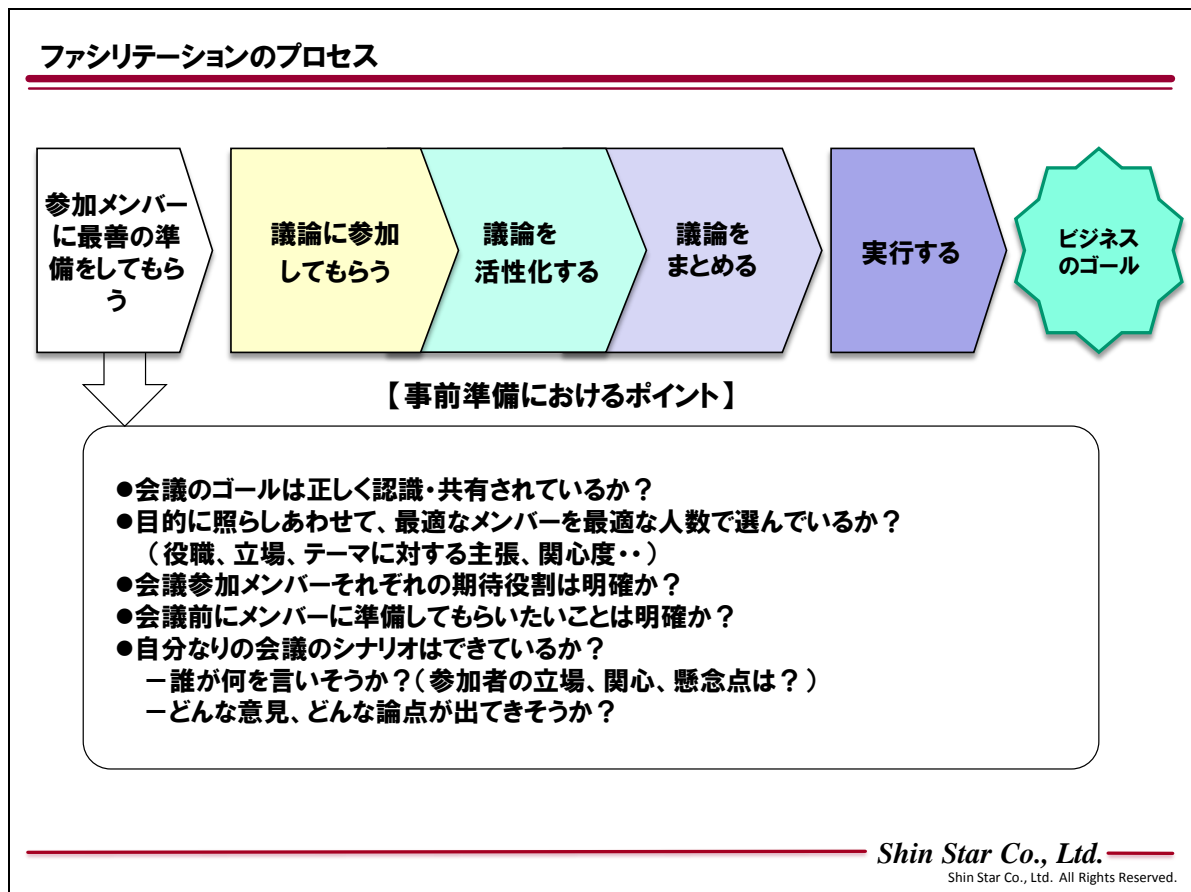 ファシリテーションのプロセス
参加メンバー
に最善の準
備をしてもら
う
議論に参加
してもらう
議論を
活性化する
議論を
まとめる
実行する
ビジネス
のゴール
【事前準備におけるポイント】
●会議のゴールは正しく認識・共有されているか？
●目的に照らしあわせて、最適なメンバーを最適な人数で選んでいるか？
（役職、立場、テーマに対する主張、関心度・・）
●会議参加メンバーそれぞれの期待役割は明確か？
●会議前にメンバーに準備してもらいたいことは明確か？
●自分なりの会議のシナリオはできているか？
－誰が何を言いそうか？（参加者の立場、関心、懸念点は？）
－どんな意見、どんな論点が出てきそうか？
Shin Star Co., Ltd.
Shin Star Co., Ltd. All Rights Reserved.